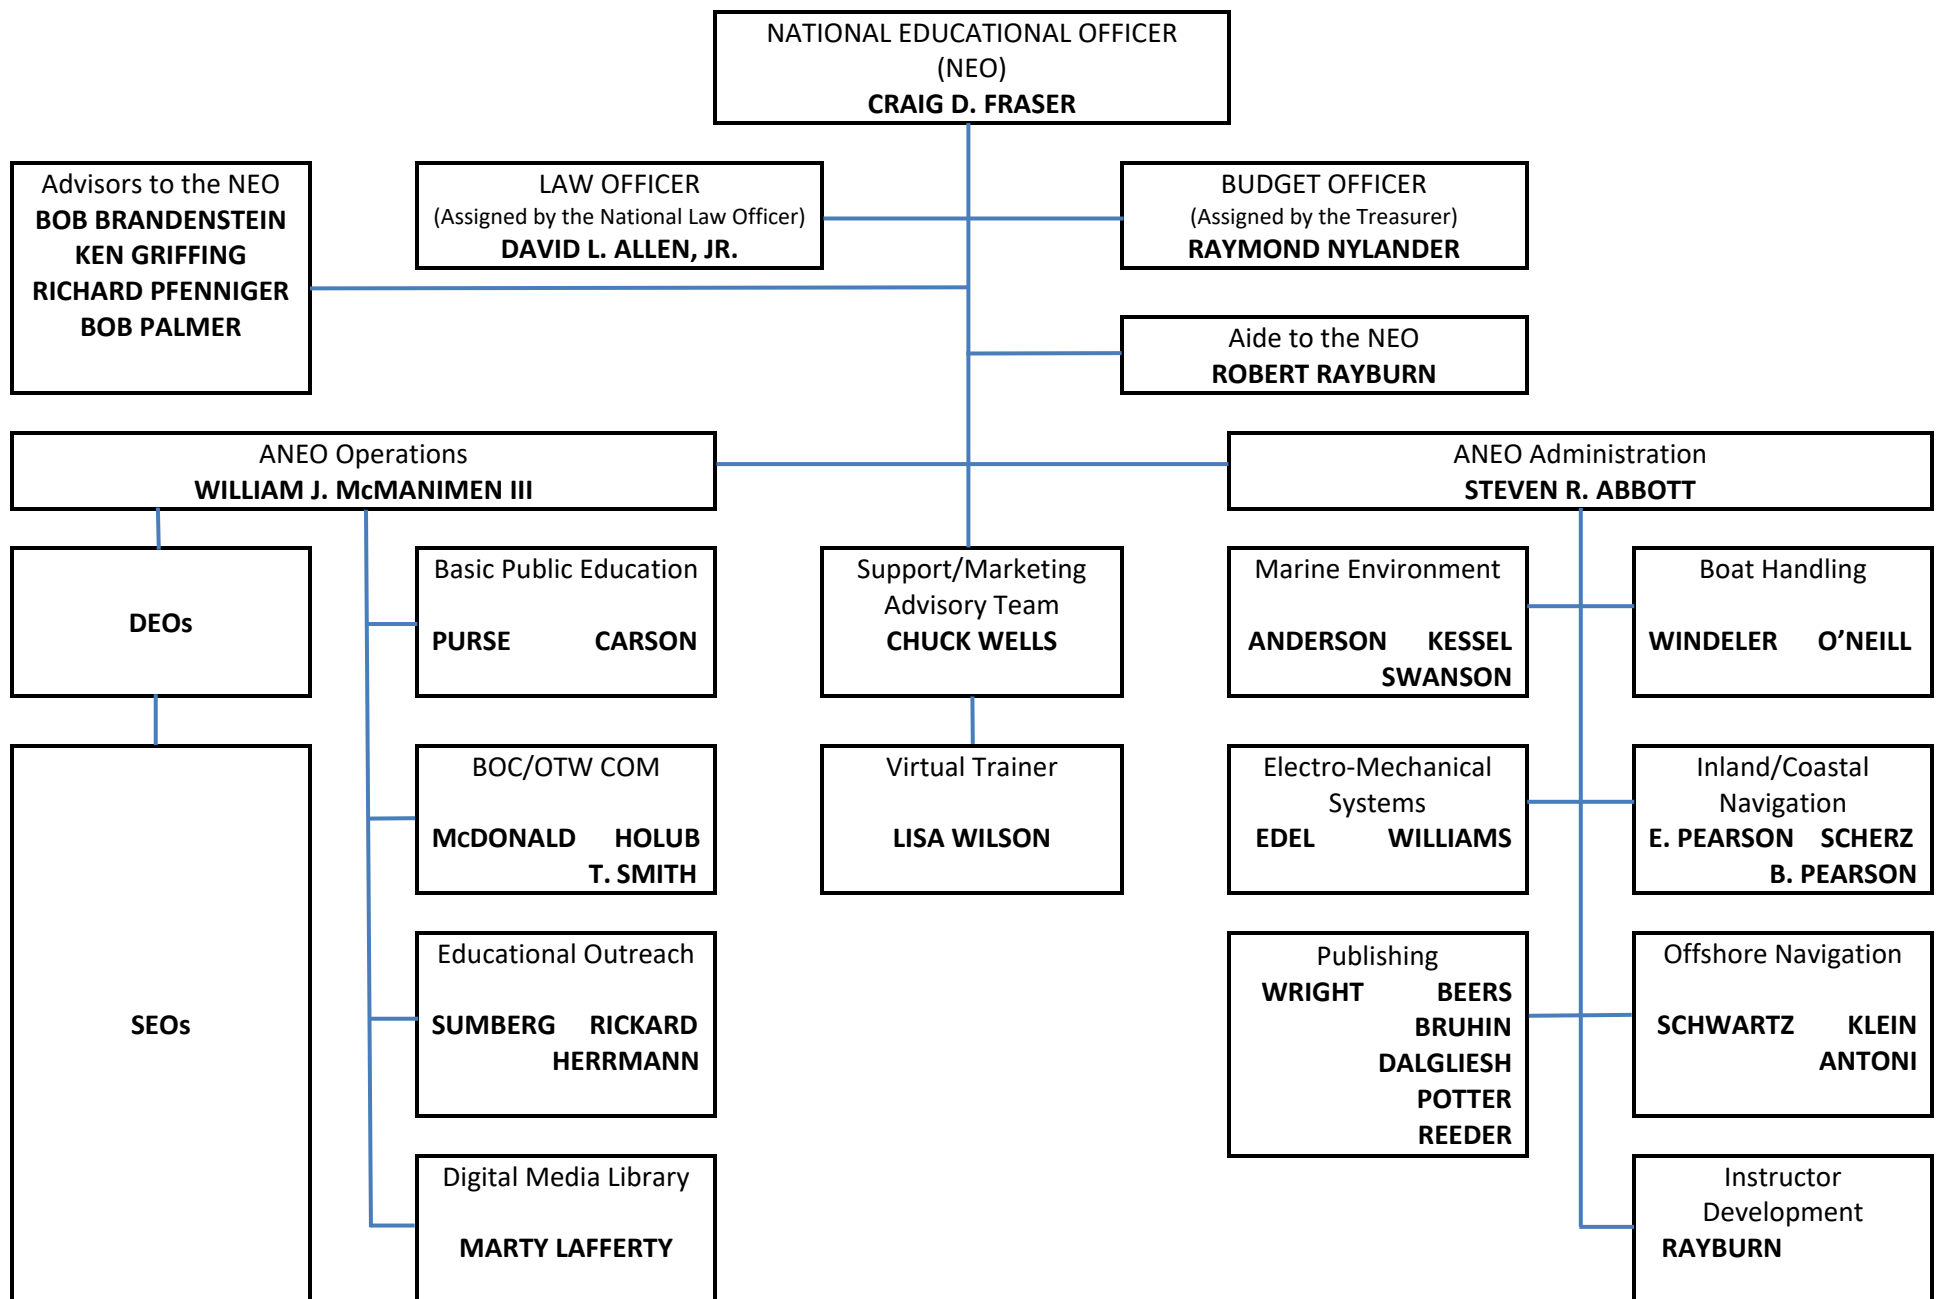 NATIONAL EDUCATIONAL OFFICER
(NEO)
CRAIG D. FRASER
Advisors to the NEO
BOB BRANDENSTEIN
KEN GRIFFING
RICHARD PFENNIGER
BOB PALMER
LAW OFFICER
(Assigned by the National Law Officer)
DAVID L. ALLEN, JR.
BUDGET OFFICER
(Assigned by the Treasurer)
RAYMOND NYLANDER
Aide to the NEO
ROBERT RAYBURN
ANEO Operations
WILLIAM J. McMANIMEN III
ANEO Administration
STEVEN R. ABBOTT
DEOs
Basic Public Education
PURSE CARSON
Support/Marketing
Advisory Team
CHUCK WELLS
Marine Environment
ANDERSON KESSEL
SWANSON
Boat Handling
WINDELER O’NEILL
SEOs
BOC/OTW COM
McDONALD HOLUB
T. SMITH
Virtual Trainer
LISA WILSON
Electro-Mechanical
Systems
EDEL WILLIAMS
Inland/Coastal
Navigation
E. PEARSON SCHERZ
B. PEARSON
Educational Outreach
SUMBERG RICKARD
HERRMANN
Publishing
WRIGHT BEERS
BRUHIN
DALGLIESH
POTTER
REEDER
Offshore Navigation
SCHWARTZ KLEIN
ANTONI
Digital Media Library
MARTY LAFFERTY
Instructor
Development
RAYBURN